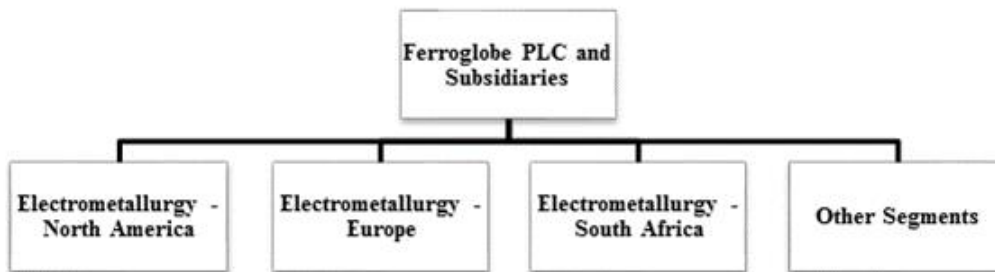 Ferroglobe PLC and
Subsidiaries
Electrometallurgy -
North America
Electrometallurgy -
Europe
Electrometallurgy -
South Africa
Other Segments